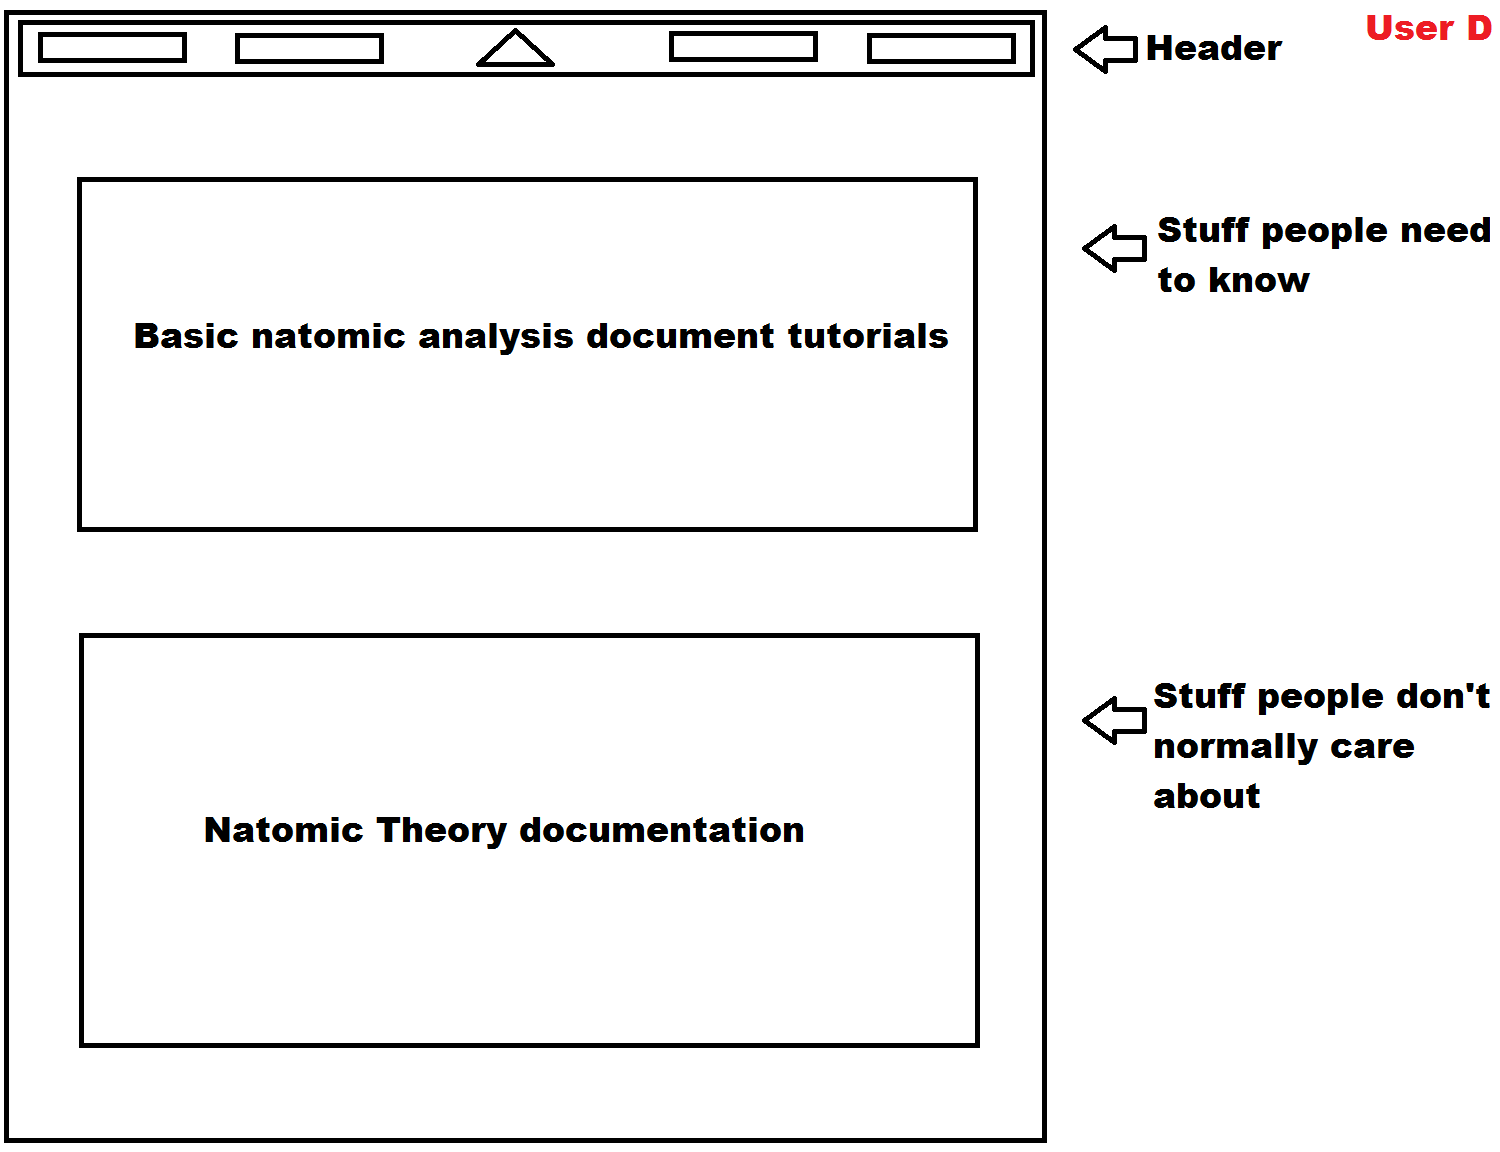 User D
Header
Stuff people need
to know
Basic natomic analysis document tutorials
Stuff people don't
normally care
about
Natomic Theory documentation